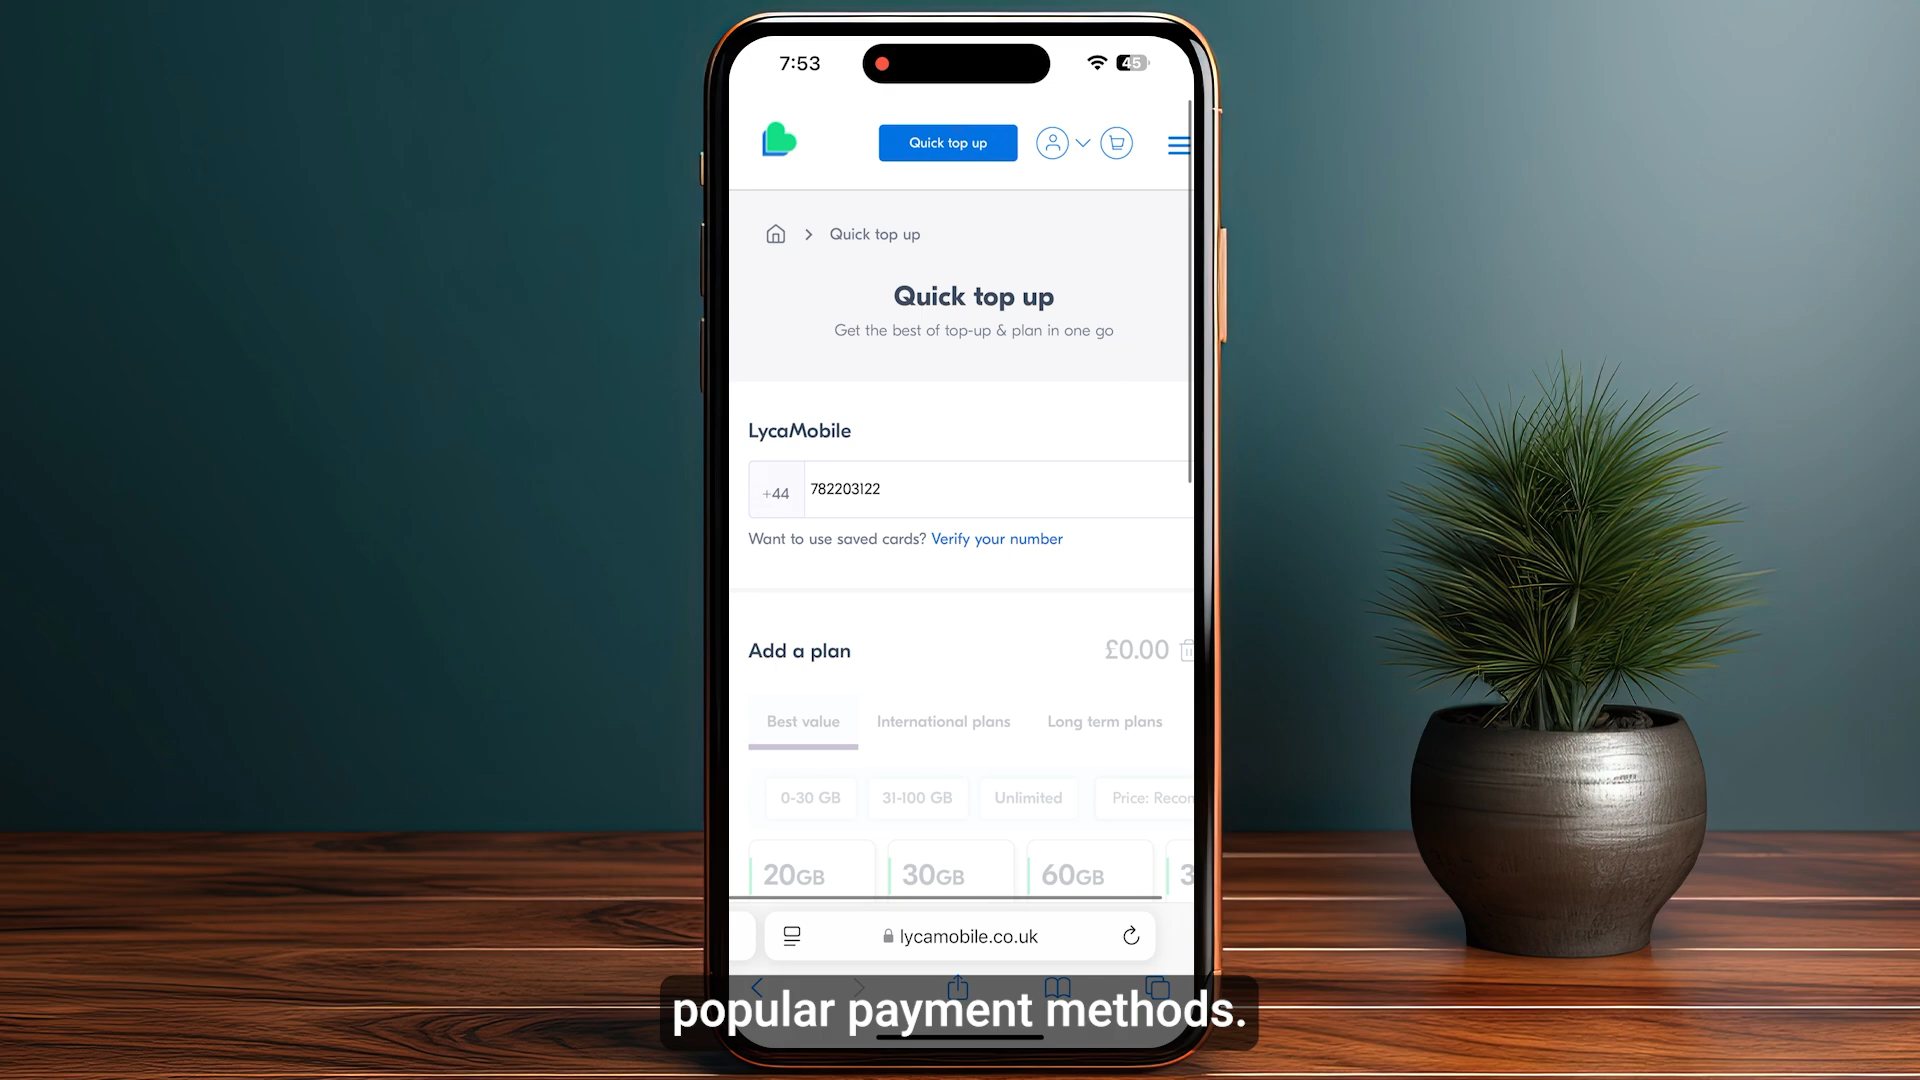 7:53
45
Quick top up
Quick top up
Quick top up
Get the best of top-up & plan in one go
LycaMobile
+44 782203122
Want to use saved cards? Verify your number
Add a plan £0.00
Best value International plans Long term plans
0-30 GB 31-100 GB Unlimited Price: Recom
20GB 30GB 60GB 3
lycamobile.co.uk
popular payment methods.